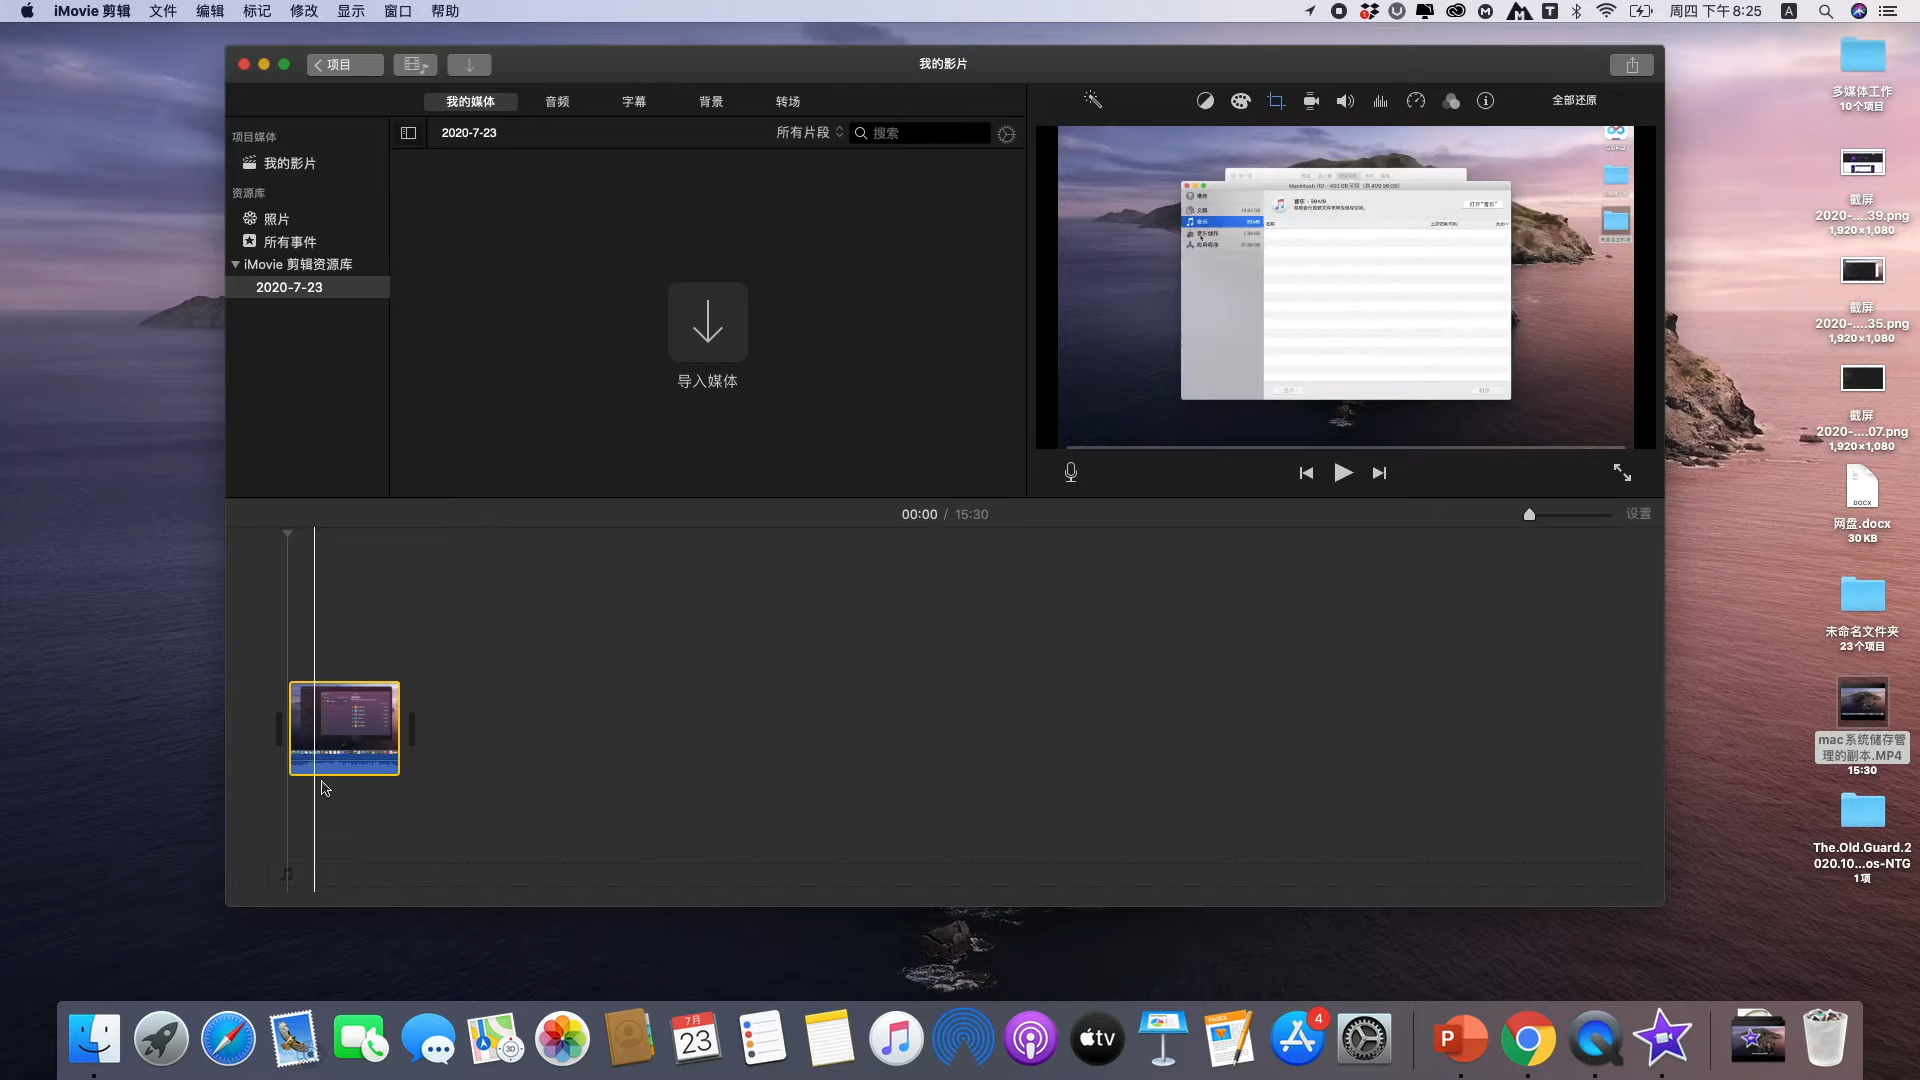 iMovie 剪辑 文件 编辑 标记 修改 显示 窗口 帮助
周四 下午8:25
项目
我的影片
我的媒体 音频 字幕 背景 转场
全部还原
项目媒体
我的影片
资源库
照片
所有事件
iMovie 剪辑资源库
2020-7-23
2020-7-23 所有片段 搜索
导入媒体
00:00 / 15:30
设置
多媒体工作
10个项目
截屏
2020-....39.png
1,920×1,080
截屏
2020-....35.png
1,920×1,080
截屏
2020-....07.png
1,920×1,080
DOCX
网盘.docx
30 KB
未命名文件夹
23个项目
mac系统储存管
理的副本.MP4
15:30
The.Old.Guard.2
020.10...os-NTG
1项
7月
23
3D
tv
PAGES
4
P